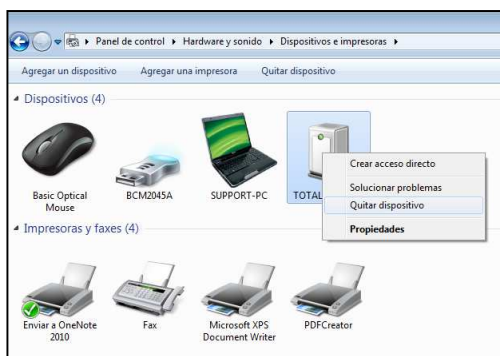 Panel de control ▸ Hardware y sonido ▸ Dispositivos e impresoras ▸
Agregar un dispositivo Agregar una impresora Quitar dispositivo
Dispositivos (4)
Basic Optical
Mouse
BCM2045A
SUPPORT-PC
TOTAL
Crear acceso directo
Solucionar problemas
Quitar dispositivo
Propiedades
Impresoras y faxes (4)
Enviar a OneNote
2010
Fax
Microsoft XPS
Document Writer
PDFCreator